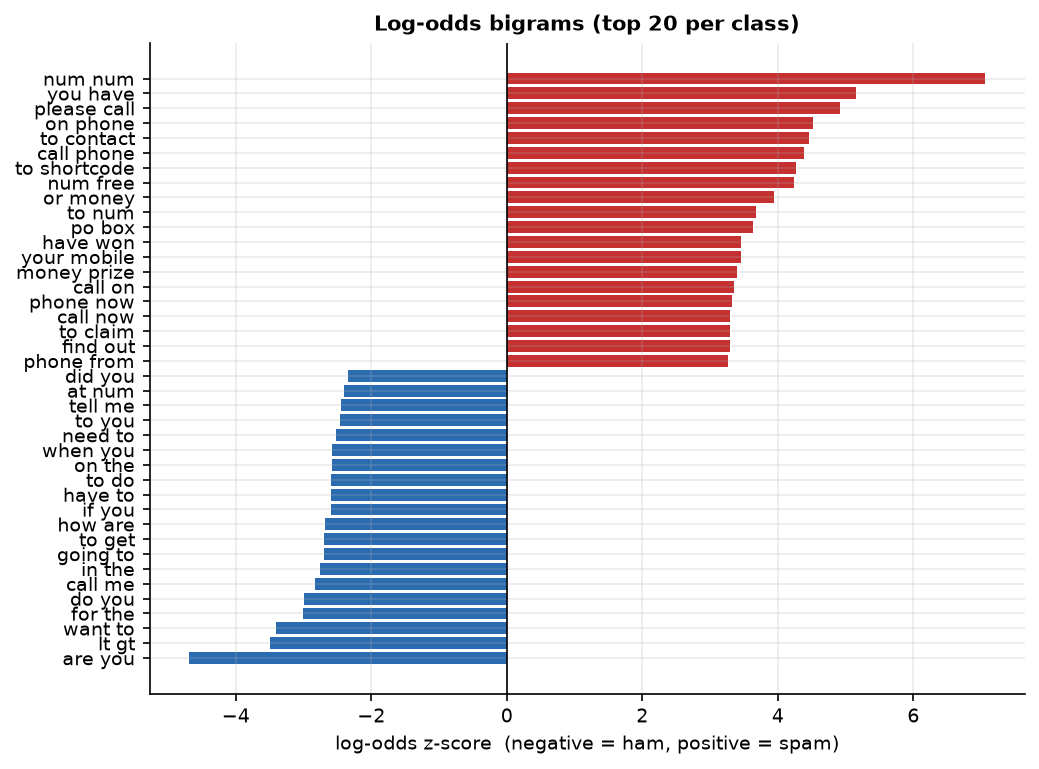 Log-odds bigrams (top 20 per class)
num num
you have
please call
on phone
to contact
call phone
to shortcode
num free
or money
to num
po box
have won
your mobile
money prize
call on
phone now
call now
to claim
find out
phone from
did you
at num
tell me
to you
need to
when you
on the
to do
have to
if you
how are
to get
going to
in the
call me
do you
for the
want to
lt gt
are you
−4 −2 0 2 4 6
log-odds z-score (negative = ham, positive = spam)